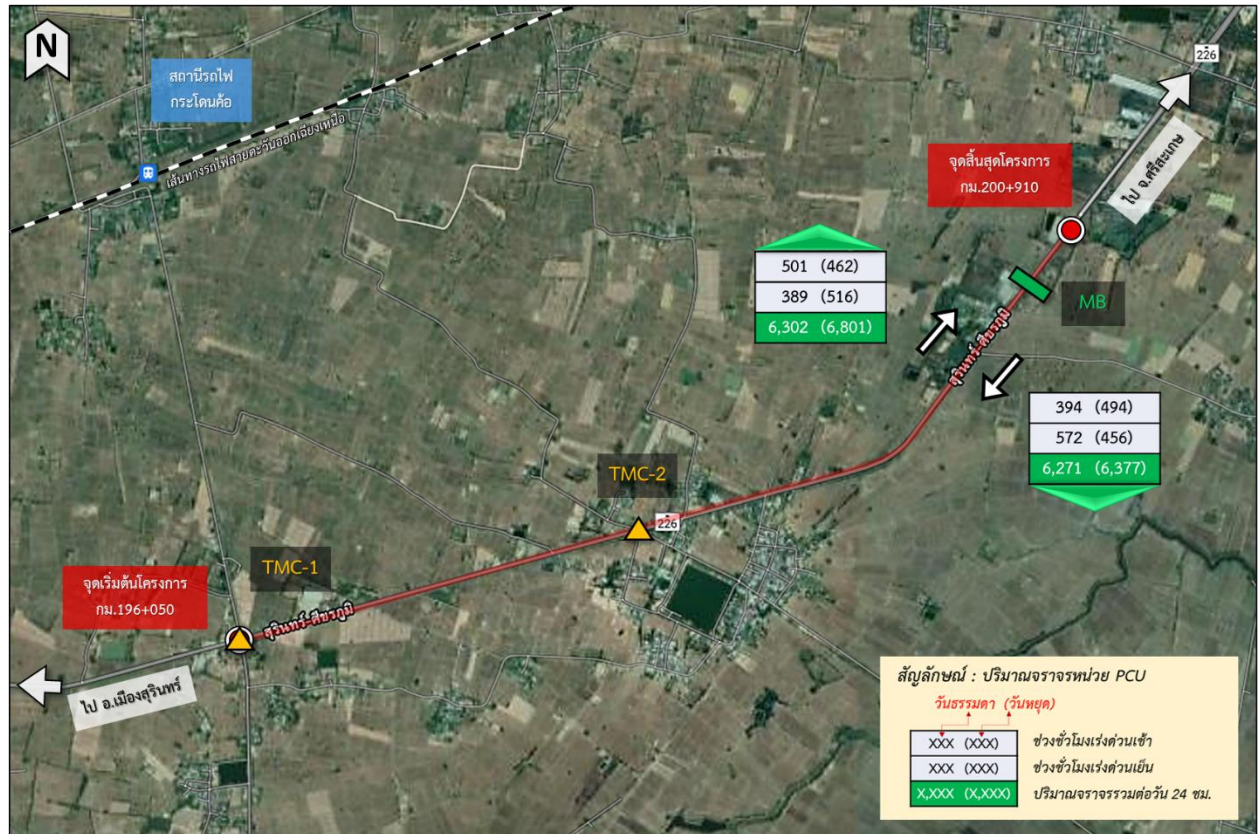 N
สถานีรถไฟ
กระโดนค้อ
เส้นทางรถไฟสายตะวันออกเฉียงเหนือ
226
ไป จ.ศรีสะเกษ
จุดสิ้นสุดโครงการ
กม.200+910
501 (462)
389 (516)
6,302 (6,801)
MB
สุรินทร์-ศีขรภูมิ
394 (494)
572 (456)
6,271 (6,377)
TMC-2
226
TMC-1
จุดเริ่มต้นโครงการ
กม.196+050
สุรินทร์-ศีขรภูมิ
ไป อ.เมืองสุรินทร์
สัญลักษณ์ : ปริมาณจราจรหน่วย PCU
วันธรรมดา (วันหยุด)
XXX (XXX) ช่วงชั่วโมงเร่งด่วนเช้า
XXX (XXX) ช่วงชั่วโมงเร่งด่วนเย็น
X,XXX (X,XXX) ปริมาณจราจรรวมต่อวัน 24 ชม.